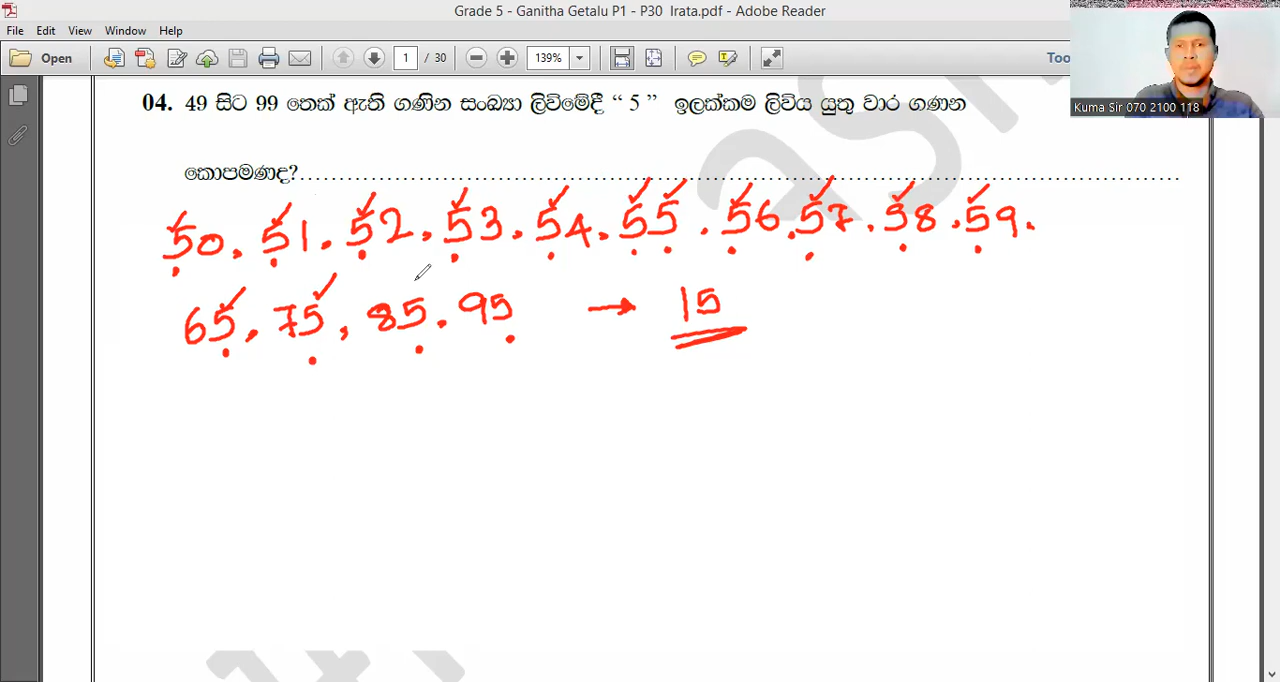 Grade 5 - Ganitha Getalu P1 - P30 Irata.pdf - Adobe Reader
File Edit View Window Help
Open 1 / 30 139% Too
Kuma Sir 070 2100 118
04. 49 සිට 99 තෙක් ඇති ගණින සංඛ්‍යා ලිවීමේදී “ 5 ” ඉලක්කම ලිවිය යුතු වාර ගණන
කොපමණද?
50. 51. 52. 53. 54. 55. 56. 57. 58. 59.
65. 75, 85. 95 → 15